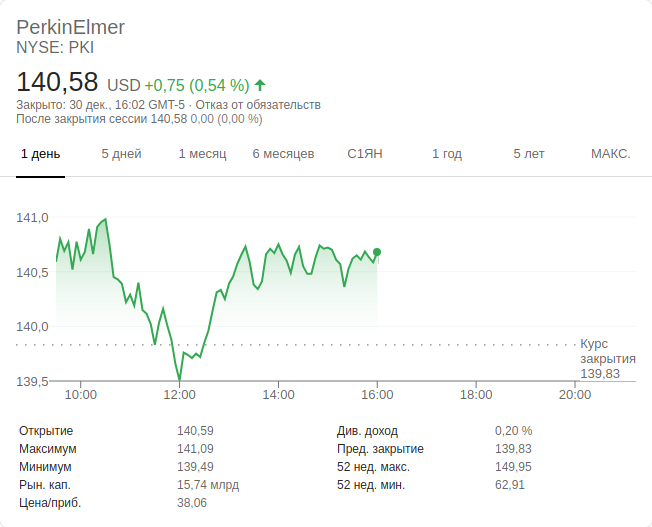 PerkinElmer
NYSE: PKI
140,58 USD +0,75 (0,54 %)
Закрыто: 30 дек., 16:02 GMT-5 · Отказ от обязательств
После закрытия сессии 140,58 0,00 (0,00 %)
1 день 5 дней 1 месяц 6 месяцев С1ЯН 1 год 5 лет МАКС.
141,0
140,5
140,0
139,5
Курс
закрытия
139,83
10:00 12:00 14:00 16:00 18:00 20:00
Открытие 140,59
Максимум 141,09
Минимум 139,49
Рын. кап. 15,74 млрд
Цена/приб. 38,06
Див. доход 0,20 %
Пред. закрытие 139,83
52 нед. макс. 149,95
52 нед. мин. 62,91